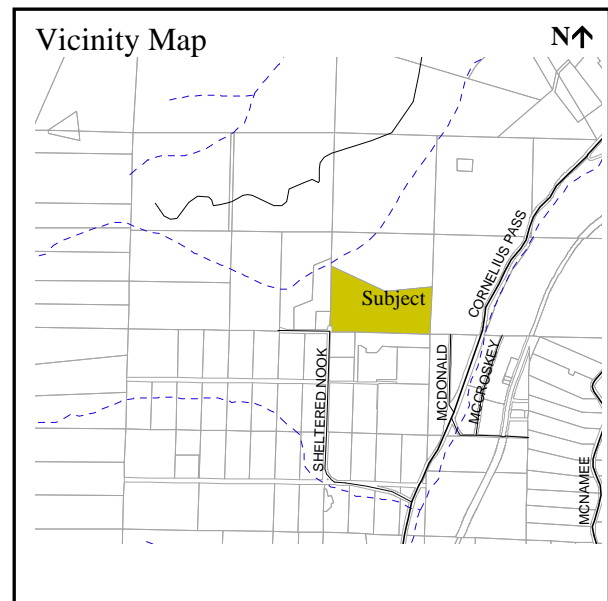 Vicinity Map
N↑
CORNELIUS PASS
Subject
SHELTERED NOOK
MCDONALD
MCCROSKEY
MCNAMEE